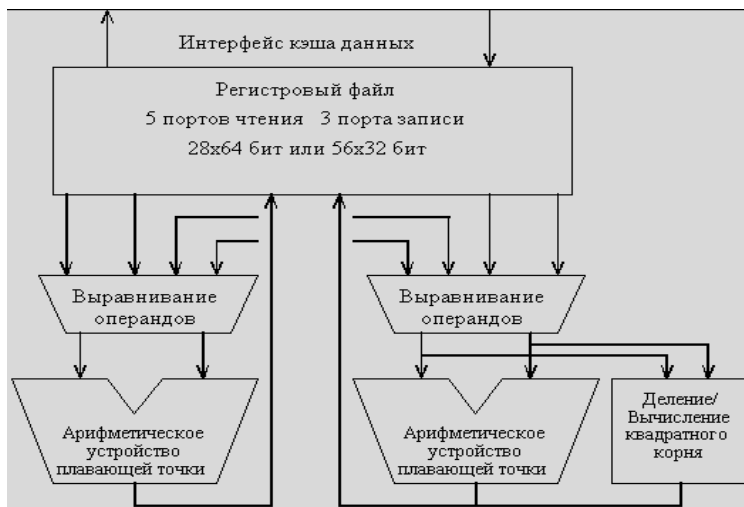 Интерфейс кэша данных
Регистровый файл
5 портов чтения 3 порта записи
28x64 бит или 56x32 бит
Выравнивание
операндов
Выравнивание
операндов
Арифметическое
устройство
плавающей точки
Арифметическое
устройство
плавающей точки
Деление/
Вычисление
квадратного
корня